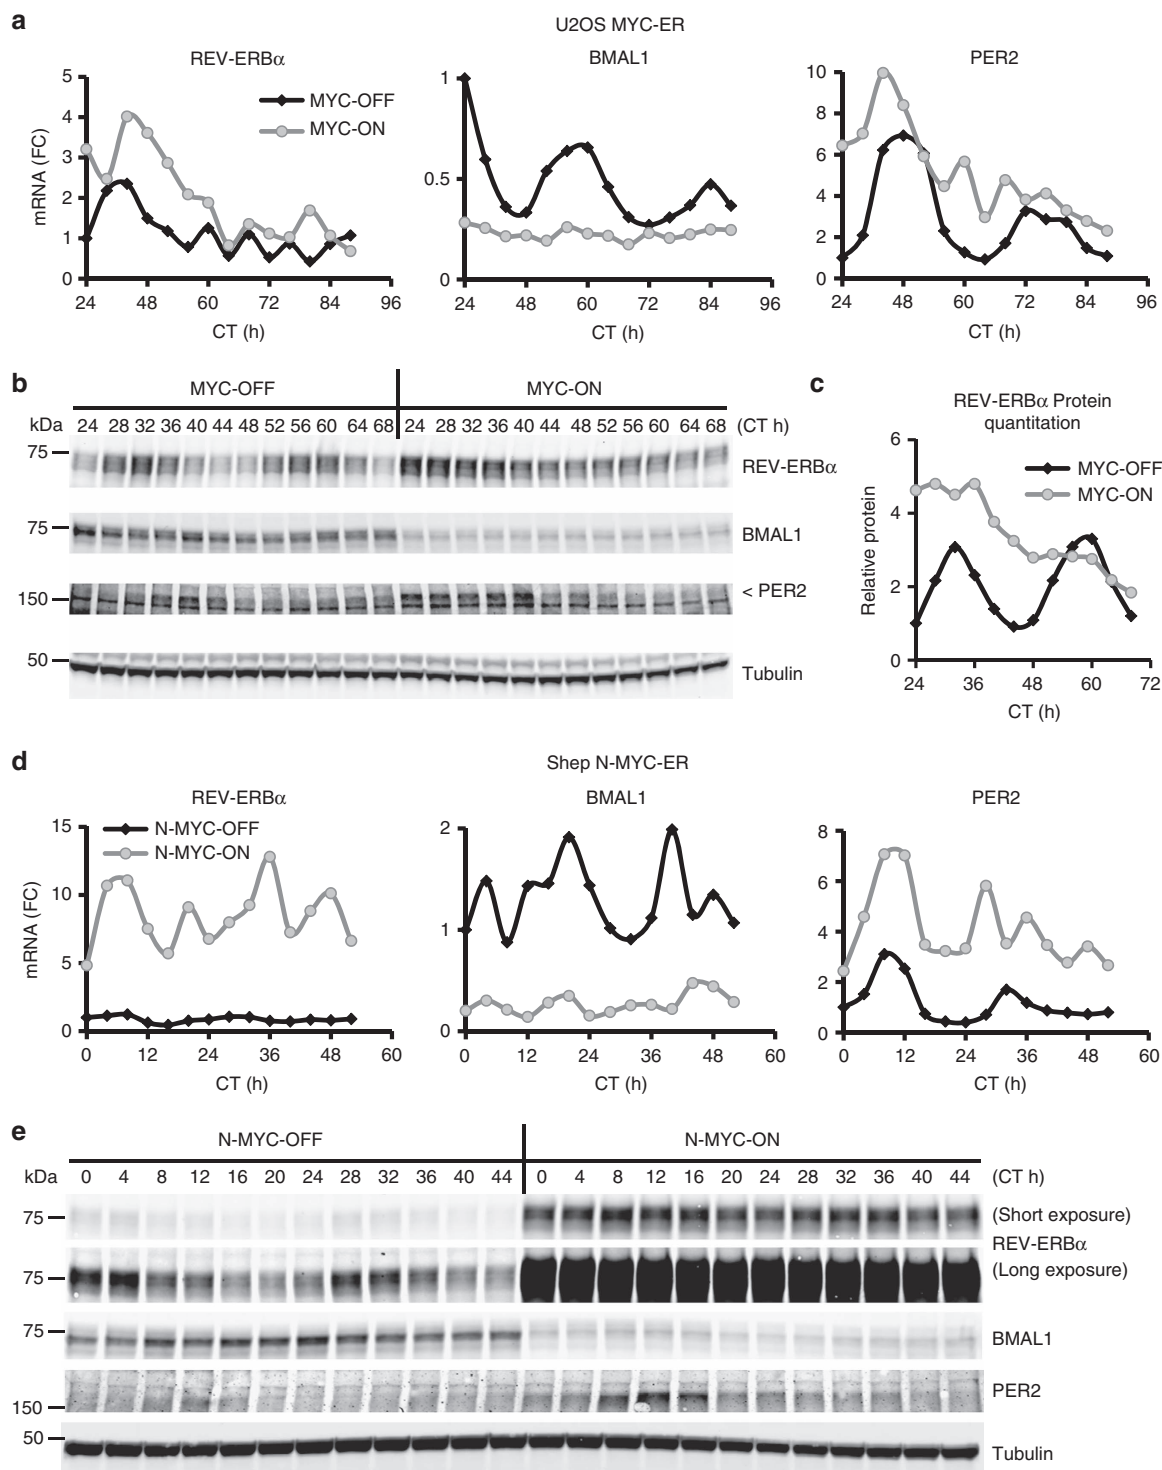 a
U2OS MYC-ER
REV-ERBα
BMAL1
PER2
MYC-OFF
MYC-ON
mRNA (FC)
5
4
3
2
1
0
24 48 60 72 84 96
CT (h)
1
0.5
0
24 48 60 72 84 96
CT (h)
10
8
6
4
2
0
24 48 60 72 84 96
CT (h)
b
MYC-OFF MYC-ON
kDa 24 28 32 36 40 44 48 52 56 60 64 68 24 28 32 36 40 44 48 52 56 60 64 68 (CT h)
75 REV-ERBα
75 BMAL1
150 < PER2
50 Tubulin
c
REV-ERBα Protein
quantitation
MYC-OFF
MYC-ON
Relative protein
6
4
2
0
24 36 48 60 72
CT (h)
d
Shep N-MYC-ER
REV-ERBα
BMAL1
PER2
N-MYC-OFF
N-MYC-ON
mRNA (FC)
15
10
5
0
0 12 24 36 48 60
CT (h)
2
1
0
0 12 24 36 48 60
CT (h)
8
6
4
2
0
0 12 24 36 48 60
CT (h)
e
N-MYC-OFF N-MYC-ON
kDa 0 4 8 12 16 20 24 28 32 36 40 44 0 4 8 12 16 20 24 28 32 36 40 44 (CT h)
75 (Short exposure)
REV-ERBα
75 (Long exposure)
75 BMAL1
PER2
150
50 Tubulin